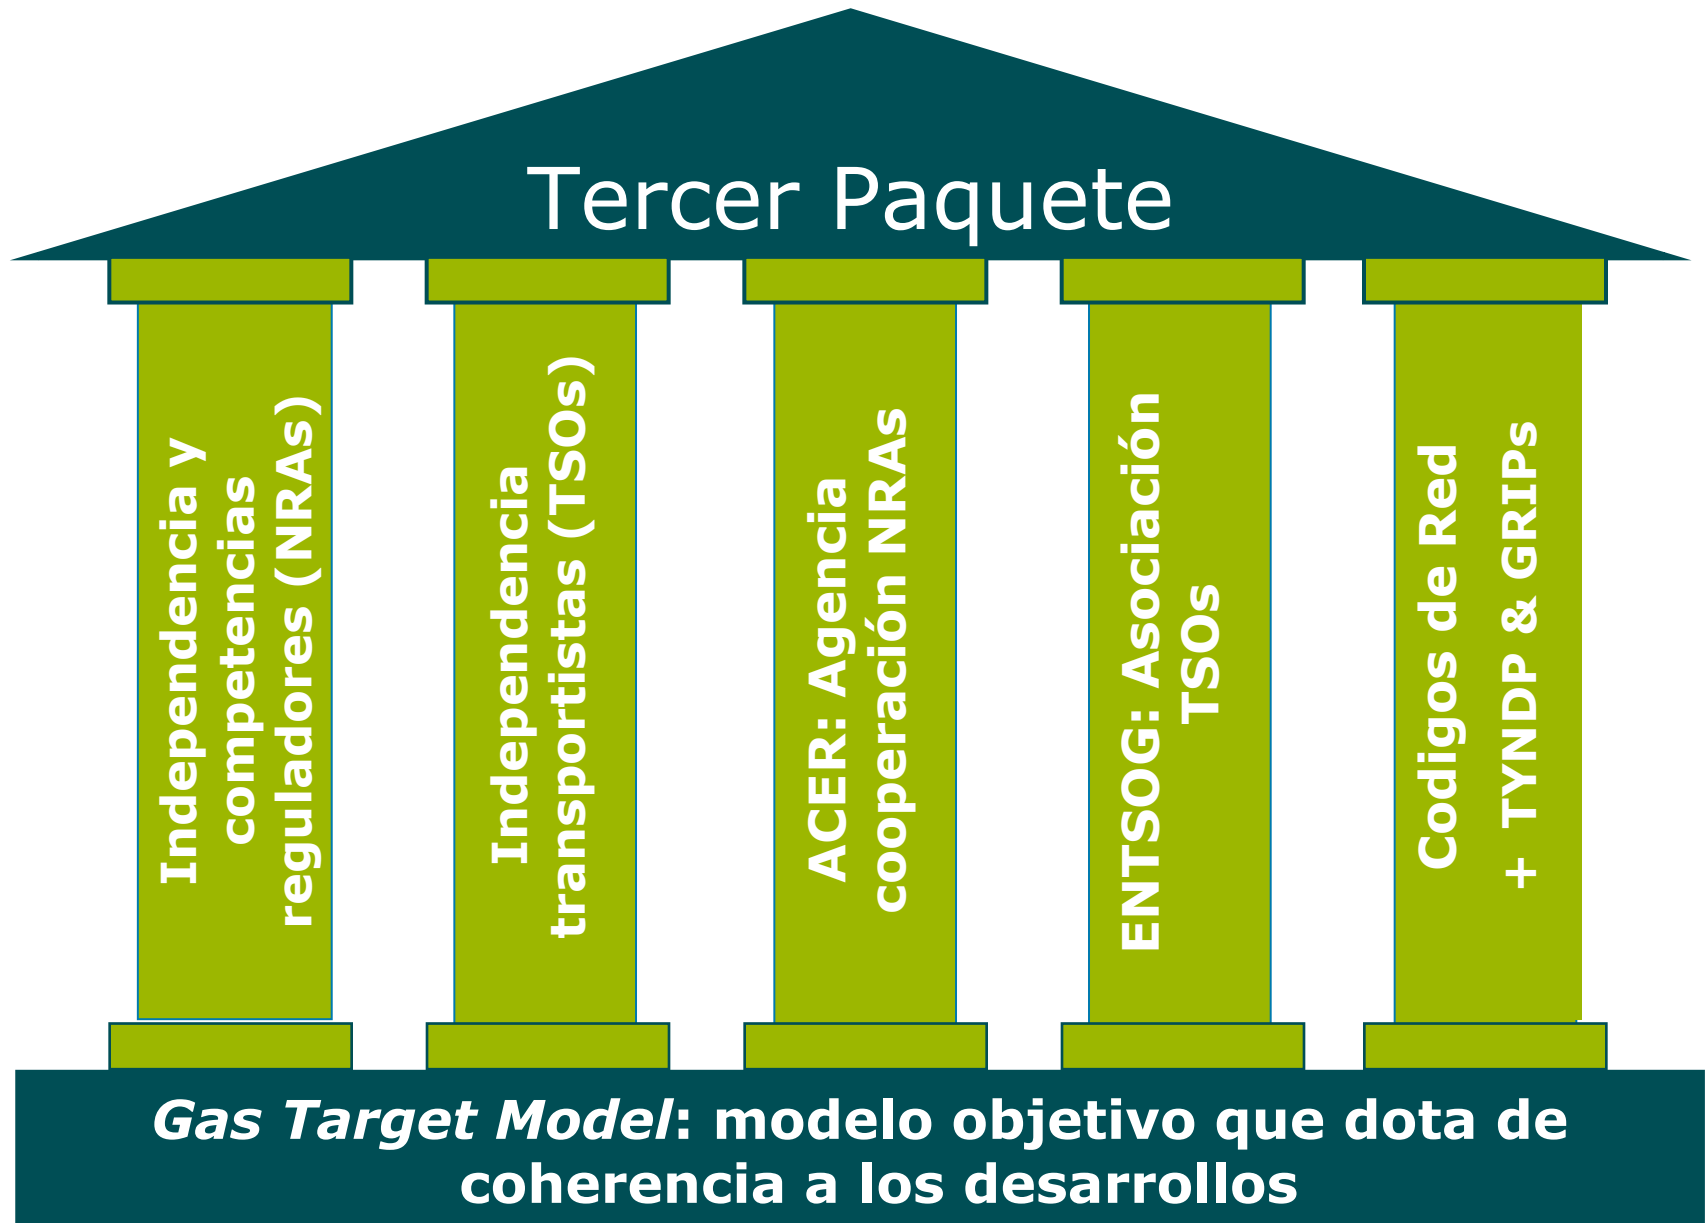 Tercer Paquete
Independencia y
competencias
reguladores (NRAs)
Independencia
transportistas (TSOs)
ACER: Agencia
cooperación NRAs
ENTSOG: Asociación
TSOs
Codigos de Red
+ TYNDP & GRIPs
Gas Target Model: modelo objetivo que dota de
coherencia a los desarrollos